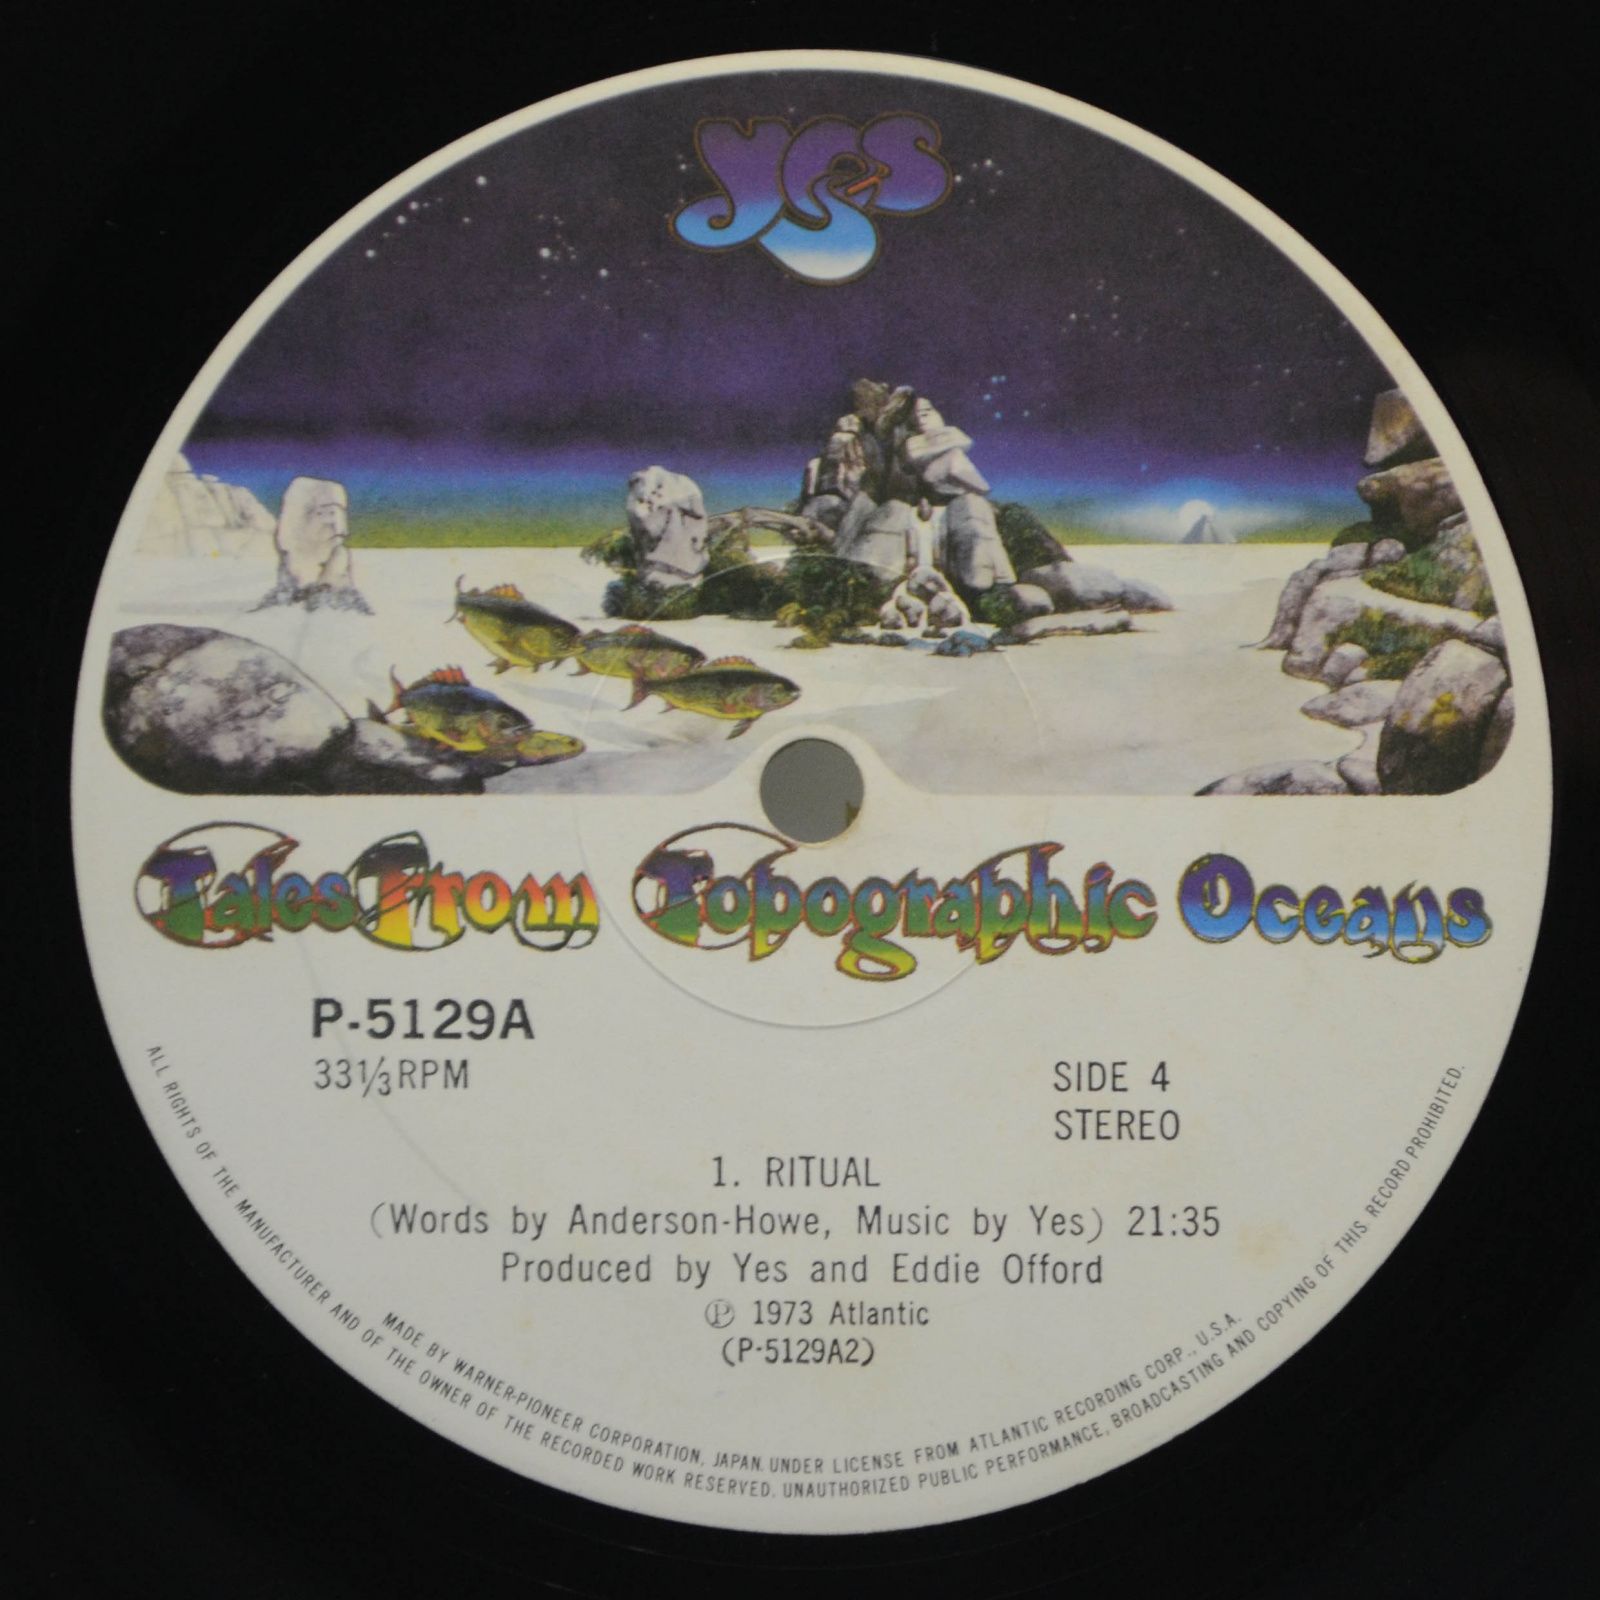 yes
Tales From Topographic Oceans
P-5129A
33⅓ RPM
SIDE 4
STEREO
1. RITUAL
(Words by Anderson-Howe, Music by Yes) 21:35
Produced by Yes and Eddie Offord
Ⓟ 1973 Atlantic
(P-5129A2)
MADE BY WARNER-PIONEER CORPORATION, JAPAN. UNDER LICENSE FROM ATLANTIC RECORDING CORP., U.S.A.
ALL RIGHTS OF THE MANUFACTURER AND OF THE OWNER OF THE RECORDED WORK RESERVED. UNAUTHORIZED PUBLIC PERFORMANCE, BROADCASTING AND COPYING OF THIS RECORD PROHIBITED.